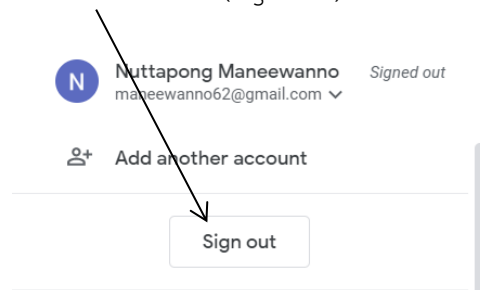 Nuttapong Maneewanno
Signed out
maneewanno62@gmail.com
N
Add another account
Sign out